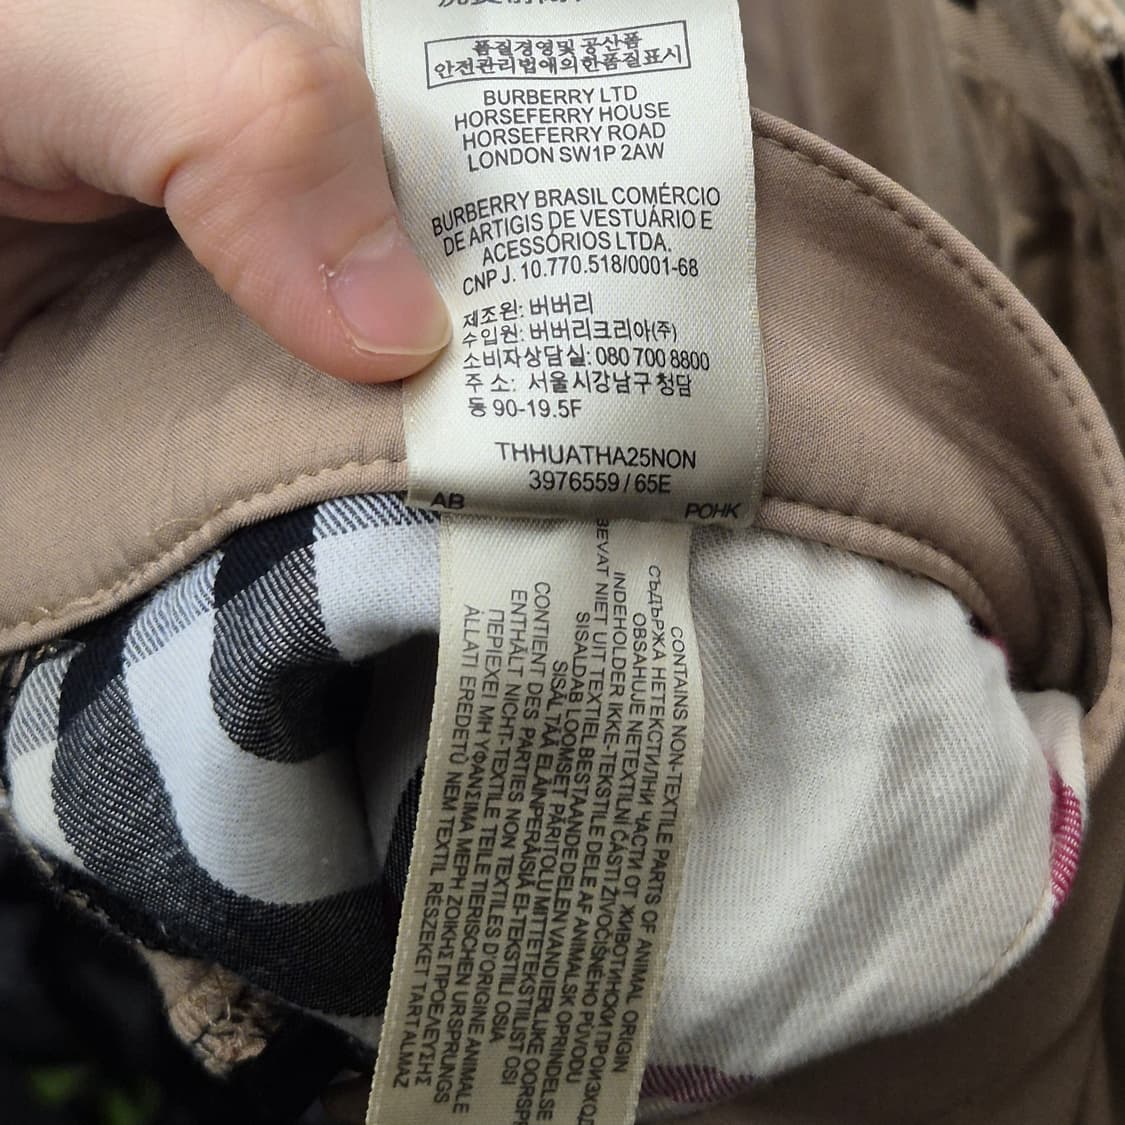 품질경영및 공산품
안전관리법애의한품질표시
BURBERRY LTD
HORSEFERRY HOUSE
HORSEFERRY ROAD
LONDON SW1P 2AW
BURBERRY BRASIL COMÉRCIO
DE ARTIGIS DE VESTUÁRIO E
ACESSÓRIOS LTDA.
CNPJ. 10.770.518/0001-68
제조원: 버버리
수입원: 버버리크리아(주)
소비자상담실: 080 700 8800
주 소: 서울시강남구청담
동 90-19.5F
THHUATHA25NON
3976559 / 65E
AB POHK
CONTAINS NON-TEXTILE PARTS OF ANIMAL ORIGIN
СЪДЪРЖА НЕТЕКСТИЛНИ ЧАСТИ ОТ ЖИВОТИНСКИ ПРОИЗХОД
OBSAHUJE NETEXTILNÍ ČÁSTI ŽIVOČIŠNÉHO PŮVODU
INDEHOLDER IKKE-TEKSTILE DELE AF ANIMALSK OPRINDELSE
BEVAT NIET UIT TEXTIEL BESTAANDE DELEN VAN DIERLIJKE OORSP
SISALDAB LOOMSET PÄRITOLU MITTETEKSTIILIST OSI
SISÄLTÄÄ ELÄINPERÄISIÄ EI-TEKSTIILI OSIA
CONTIENT DES PARTIES NON TEXTILES D'ORIGINE ANIMALE
ENTHÄLT NICHT-TEXTILE TEILE TIERISCHEN URSPRUNGS
ΠΕΡΙΕΧΕΙ ΜΗ ΥΦΑΝΣΙΜΑ ΜΕΡΗ ΖΩΙΚΗΣ ΠΡΟΕΛΕΥΣΗΣ
ÁLLATI EREDETŰ NEM TEXTIL RÉSZEKET TARTALMAZ